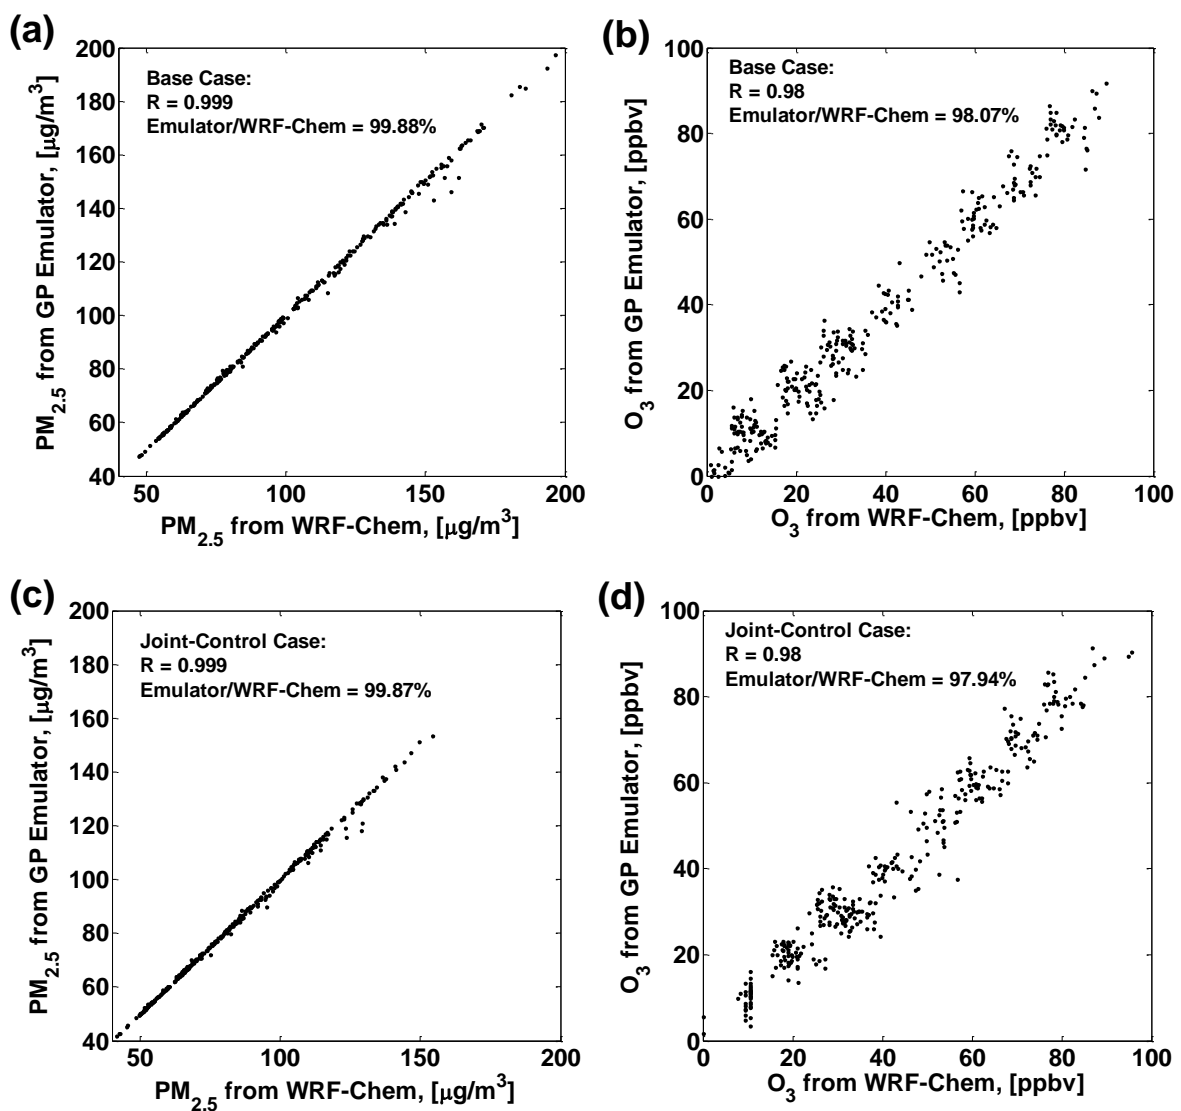 (a)
200
180
160
140
120
100
80
60
40
PM2.5 from GP Emulator, [μg/m3]
Base Case:
R = 0.999
Emulator/WRF-Chem = 99.88%
50 100 150 200
PM2.5 from WRF-Chem, [μg/m3]
(b)
100
80
60
40
20
0
O3 from GP Emulator, [ppbv]
Base Case:
R = 0.98
Emulator/WRF-Chem = 98.07%
0 20 40 60 80 100
O3 from WRF-Chem, [ppbv]
(c)
200
180
160
140
120
100
80
60
40
PM2.5 from GP Emulator, [μg/m3]
Joint-Control Case:
R = 0.999
Emulator/WRF-Chem = 99.87%
50 100 150 200
PM2.5 from WRF-Chem, [μg/m3]
(d)
100
80
60
40
20
0
O3 from GP Emulator, [ppbv]
Joint-Control Case:
R = 0.98
Emulator/WRF-Chem = 97.94%
0 20 40 60 80 100
O3 from WRF-Chem, [ppbv]